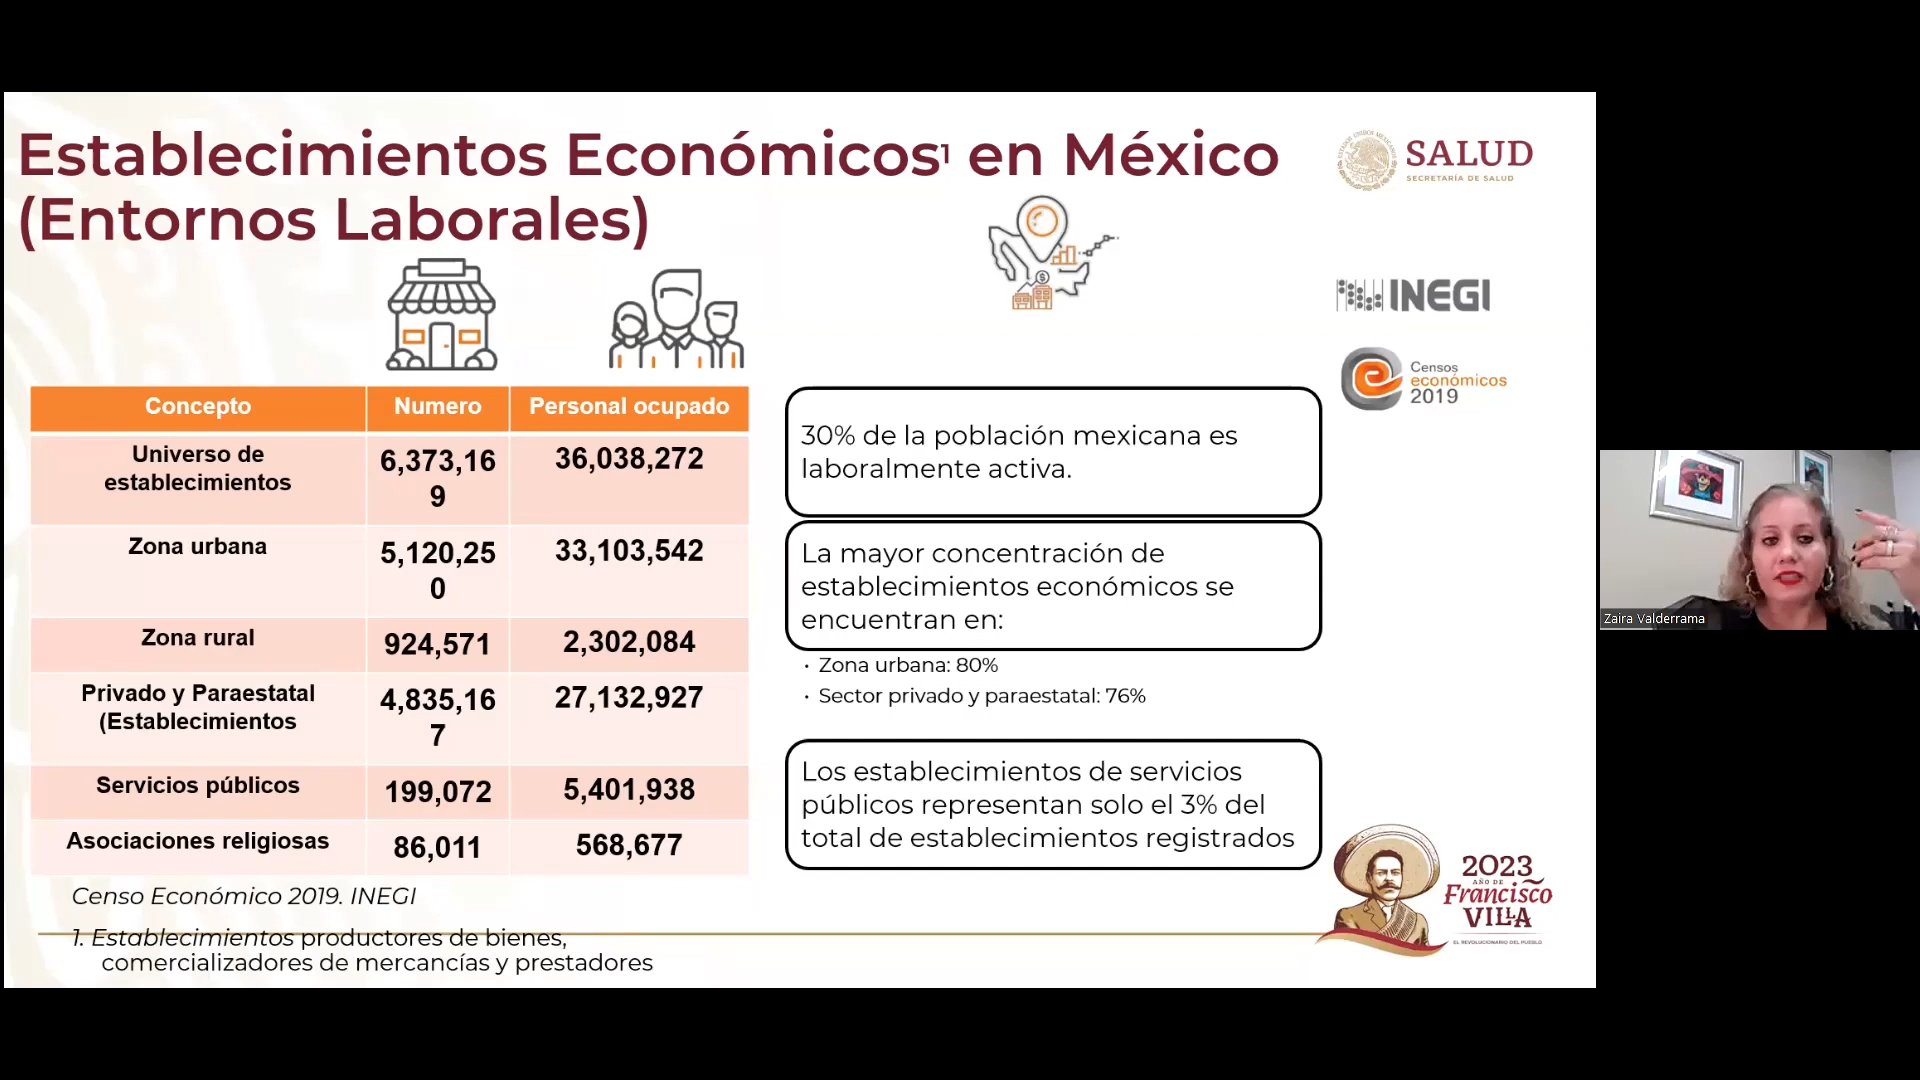 Establecimientos Económicos¹ en México
(Entornos Laborales)
SALUD
SECRETARÍA DE SALUD
INEGI
Censos
económicos
2019
Concepto Numero Personal ocupado
Universo de
establecimientos
6,373,16
9
36,038,272
Zona urbana
5,120,25
0
33,103,542
Zona rural 924,571 2,302,084
Privado y Paraestatal
(Establecimientos
4,835,16
7
27,132,927
Servicios públicos 199,072 5,401,938
Asociaciones religiosas 86,011 568,677
Censo Económico 2019. INEGI
1. Establecimientos productores de bienes,
comercializadores de mercancías y prestadores
30% de la población mexicana es
laboralmente activa.
La mayor concentración de
establecimientos económicos se
encuentran en:
• Zona urbana: 80%
• Sector privado y paraestatal: 76%
Los establecimientos de servicios
públicos representan solo el 3% del
total de establecimientos registrados
2023
AÑO DE
Francisco
VILLA
EL REVOLUCIONARIO DEL PUEBLO
Zaira Valderrama